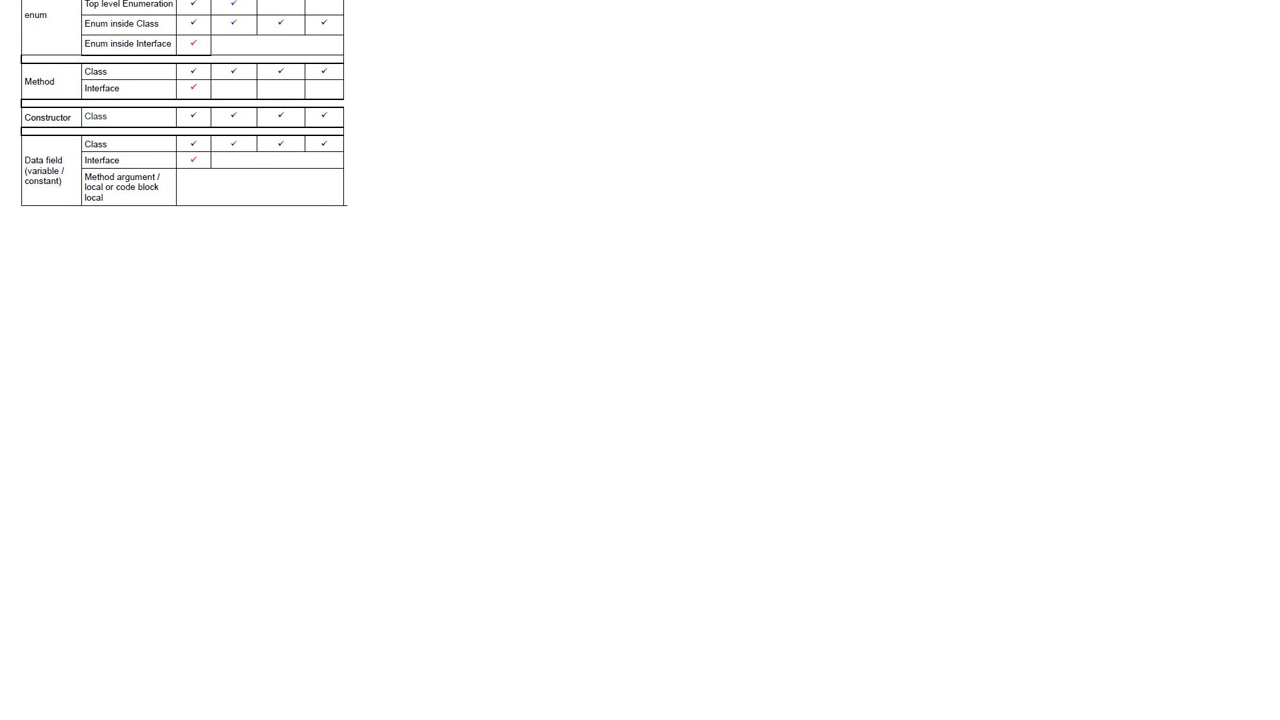 Top level Enumeration ✓ ✓
enum
Enum inside Class ✓ ✓ ✓ ✓
Enum inside Interface ✓
Class ✓ ✓ ✓ ✓
Method
Interface ✓
Constructor Class ✓ ✓ ✓ ✓
Class ✓ ✓ ✓ ✓
Data field
(variable /
constant)
Interface ✓
Method argument /
local or code block
local